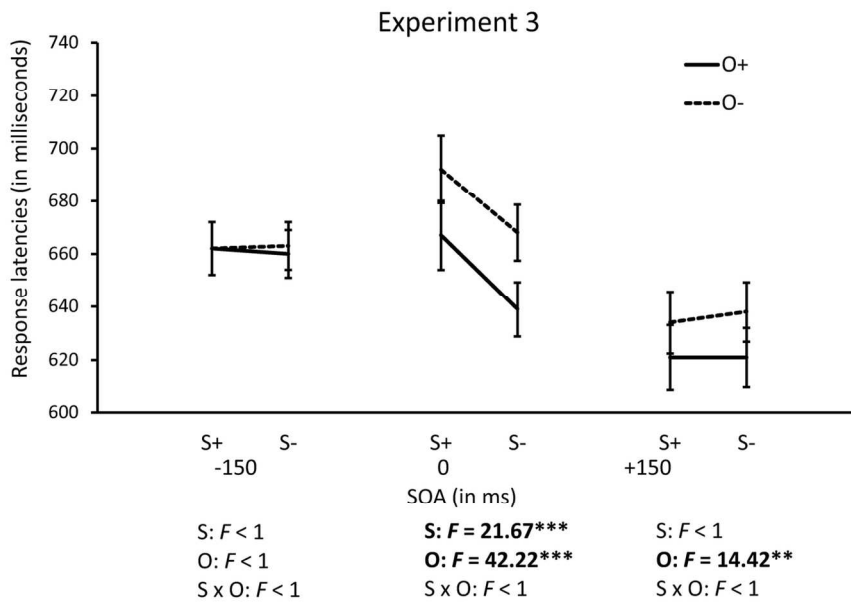 Experiment 3
Response latencies (in milliseconds)
740
720
700
680
660
640
620
600
O+
O-
S+ S- S+ S- S+ S-
-150 0 +150
SOA (in ms)
S: F < 1 S: F = 21.67*** S: F < 1
O: F < 1 O: F = 42.22*** O: F = 14.42**
S x O: F < 1 S x O: F < 1 S x O: F < 1